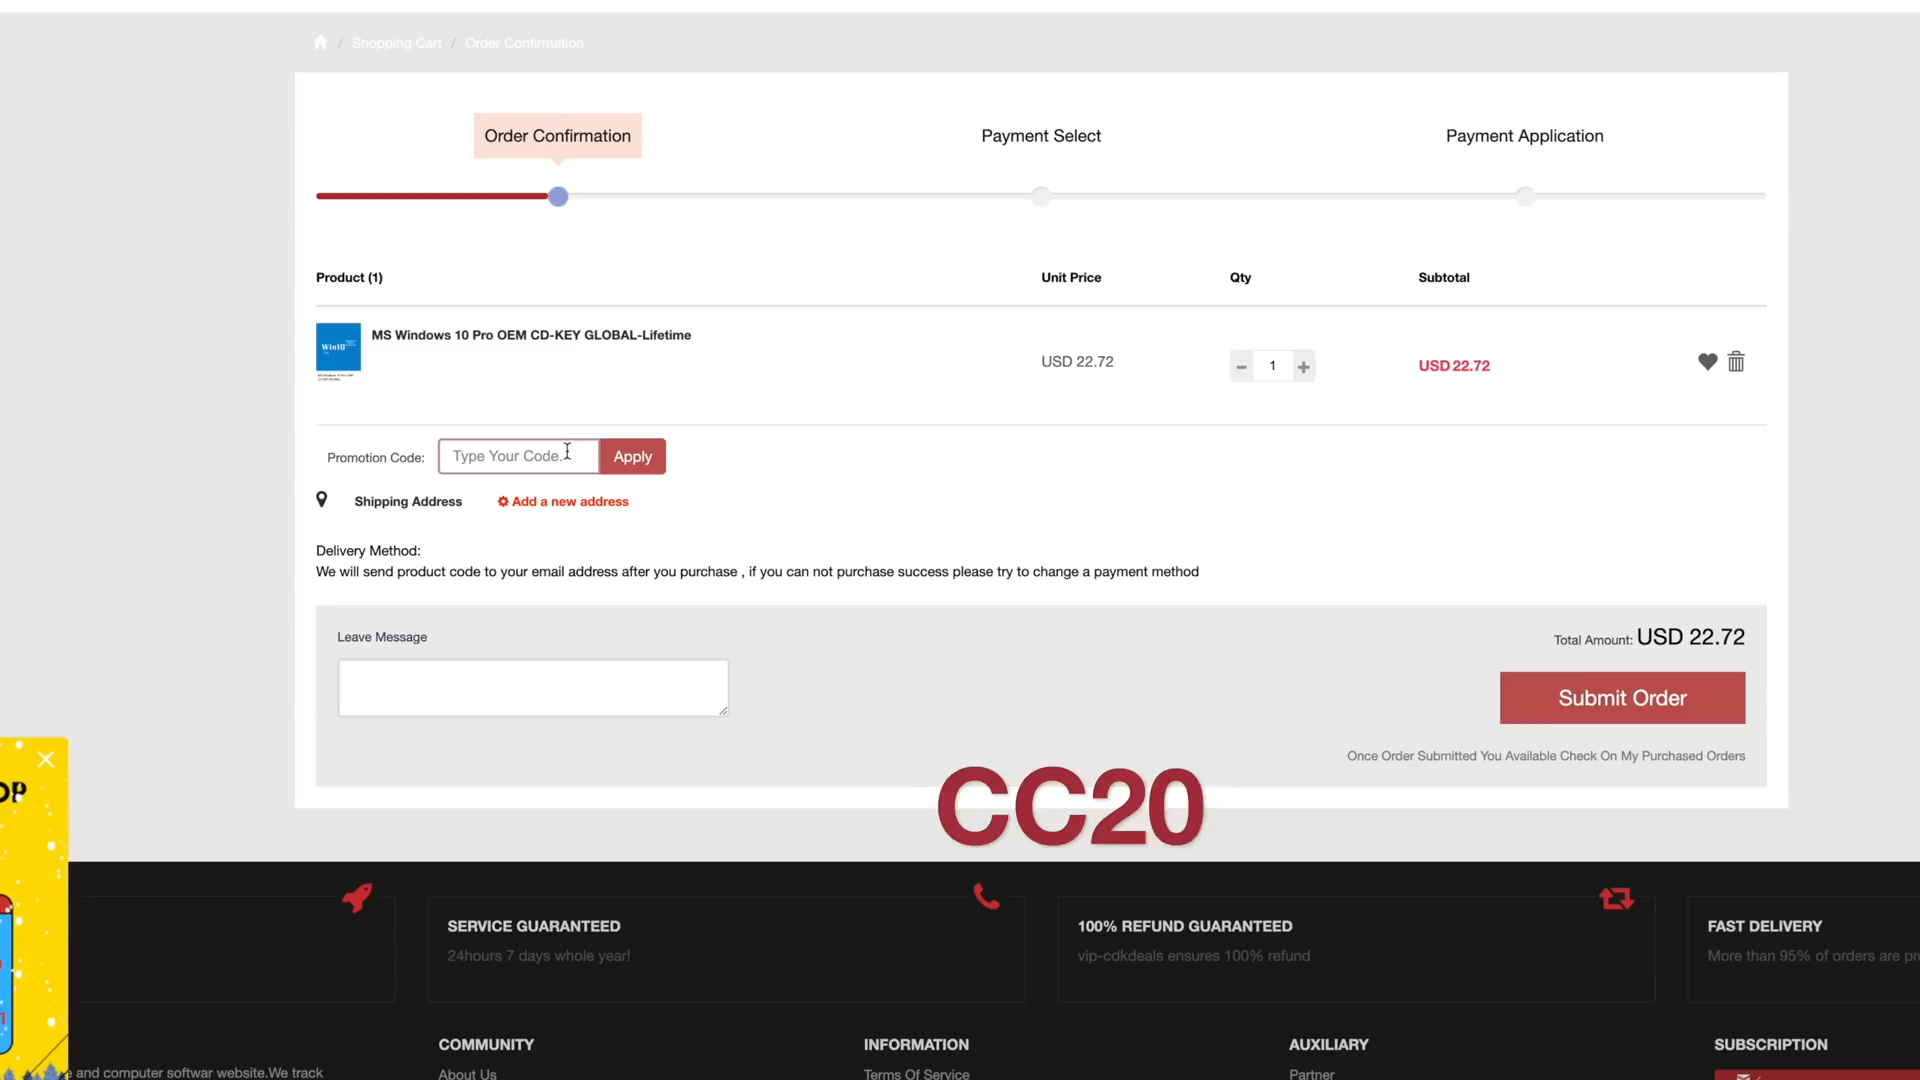 / Shopping Cart / Order Confirmation
Order Confirmation
Payment Select
Payment Application
Product (1)
Unit Price
Qty
Subtotal
Win10
MS Windows 10 Pro OEM CD-KEY GLOBAL-Lifetime
USD 22.72
− 1 +
USD 22.72
Promotion Code:
Type Your Code.
Apply
Shipping Address
Add a new address
Delivery Method:
We will send product code to your email address after you purchase , if you can not purchase success please try to change a payment method
Leave Message
Total Amount: USD 22.72
Submit Order
Once Order Submitted You Available Check On My Purchased Orders
CC20
OP
SERVICE GUARANTEED
24hours 7 days whole year!
100% REFUND GUARANTEED
vip-cdkdeals ensures 100% refund
FAST DELIVERY
More than 95% of orders are pr
COMMUNITY
INFORMATION
AUXILIARY
SUBSCRIPTION
and computer softwar website.We track
About Us
Terms Of Service
Partner